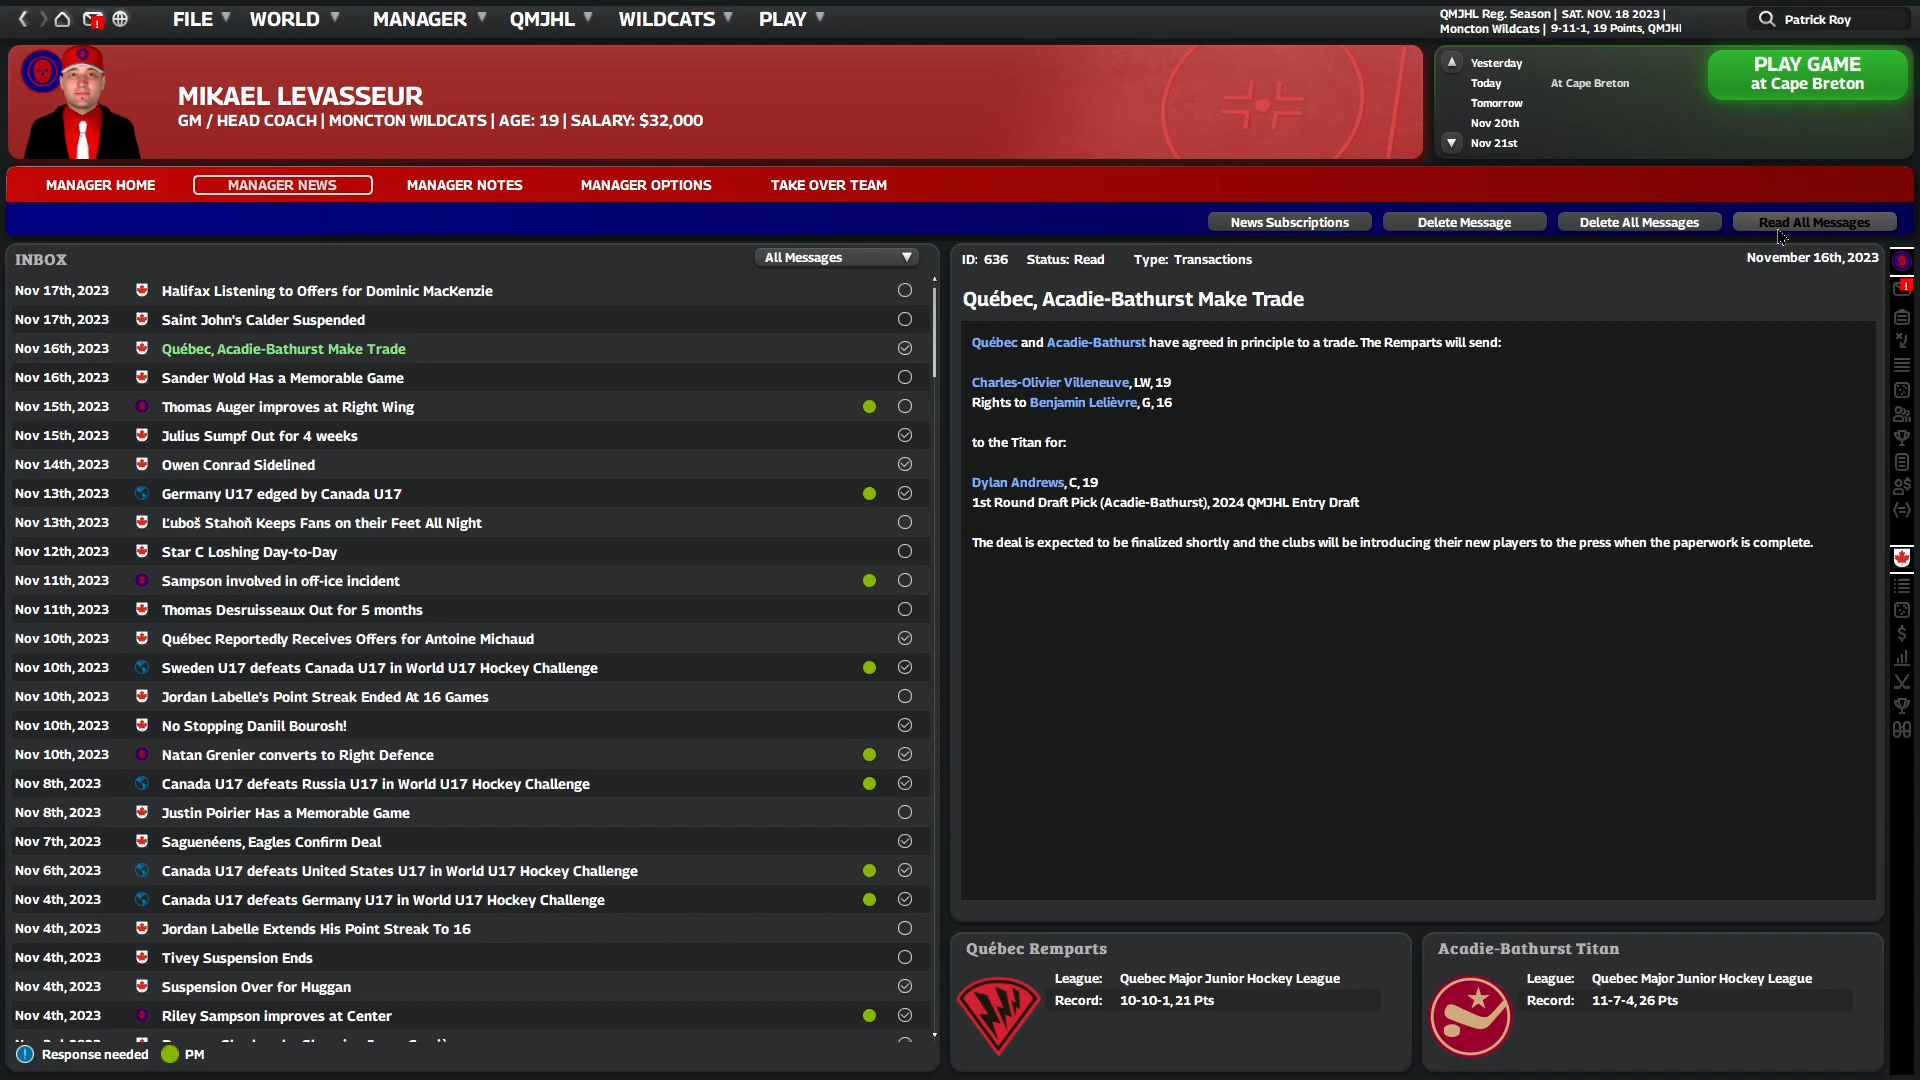 FILE WORLD MANAGER QMJHL WILDCATS PLAY
QMJHL Reg. Season | SAT. NOV. 18 2023 |
Moncton Wildcats | 9-11-1, 19 Points, QMJHL
Patrick Roy
MIKAEL LEVASSEUR
GM / HEAD COACH | MONCTON WILDCATS | AGE: 19 | SALARY: $32,000
Yesterday
Today At Cape Breton
Tomorrow
Nov 20th
Nov 21st
PLAY GAME
at Cape Breton
MANAGER HOME MANAGER NEWS MANAGER NOTES MANAGER OPTIONS TAKE OVER TEAM
News Subscriptions Delete Message Delete All Messages Read All Messages
INBOX All Messages
Nov 17th, 2023 Halifax Listening to Offers for Dominic MacKenzie
Nov 17th, 2023 Saint John's Calder Suspended
Nov 16th, 2023 Québec, Acadie-Bathurst Make Trade
Nov 16th, 2023 Sander Wold Has a Memorable Game
Nov 15th, 2023 Thomas Auger improves at Right Wing
Nov 15th, 2023 Julius Sumpf Out for 4 weeks
Nov 14th, 2023 Owen Conrad Sidelined
Nov 13th, 2023 Germany U17 edged by Canada U17
Nov 13th, 2023 Ľuboš Stahoň Keeps Fans on their Feet All Night
Nov 12th, 2023 Star C Loshing Day-to-Day
Nov 11th, 2023 Sampson involved in off-ice incident
Nov 11th, 2023 Thomas Desruisseaux Out for 5 months
Nov 10th, 2023 Québec Reportedly Receives Offers for Antoine Michaud
Nov 10th, 2023 Sweden U17 defeats Canada U17 in World U17 Hockey Challenge
Nov 10th, 2023 Jordan Labelle's Point Streak Ended At 16 Games
Nov 10th, 2023 No Stopping Daniil Bourosh!
Nov 10th, 2023 Natan Grenier converts to Right Defence
Nov 8th, 2023 Canada U17 defeats Russia U17 in World U17 Hockey Challenge
Nov 8th, 2023 Justin Poirier Has a Memorable Game
Nov 7th, 2023 Saguenéens, Eagles Confirm Deal
Nov 6th, 2023 Canada U17 defeats United States U17 in World U17 Hockey Challenge
Nov 4th, 2023 Canada U17 defeats Germany U17 in World U17 Hockey Challenge
Nov 4th, 2023 Jordan Labelle Extends His Point Streak To 16
Nov 4th, 2023 Tivey Suspension Ends
Nov 4th, 2023 Suspension Over for Huggan
Nov 4th, 2023 Riley Sampson improves at Center
Response needed PM
ID: 636 Status: Read Type: Transactions November 16th, 2023
Québec, Acadie-Bathurst Make Trade
Québec and Acadie-Bathurst have agreed in principle to a trade. The Remparts will send:
Charles-Olivier Villeneuve, LW, 19
Rights to Benjamin Lelièvre, G, 16
to the Titan for:
Dylan Andrews, C, 19
1st Round Draft Pick (Acadie-Bathurst), 2024 QMJHL Entry Draft
The deal is expected to be finalized shortly and the clubs will be introducing their new players to the press when the paperwork is complete.
Québec Remparts
League: Quebec Major Junior Hockey League
Record: 10-10-1, 21 Pts
Acadie-Bathurst Titan
League: Quebec Major Junior Hockey League
Record: 11-7-4, 26 Pts